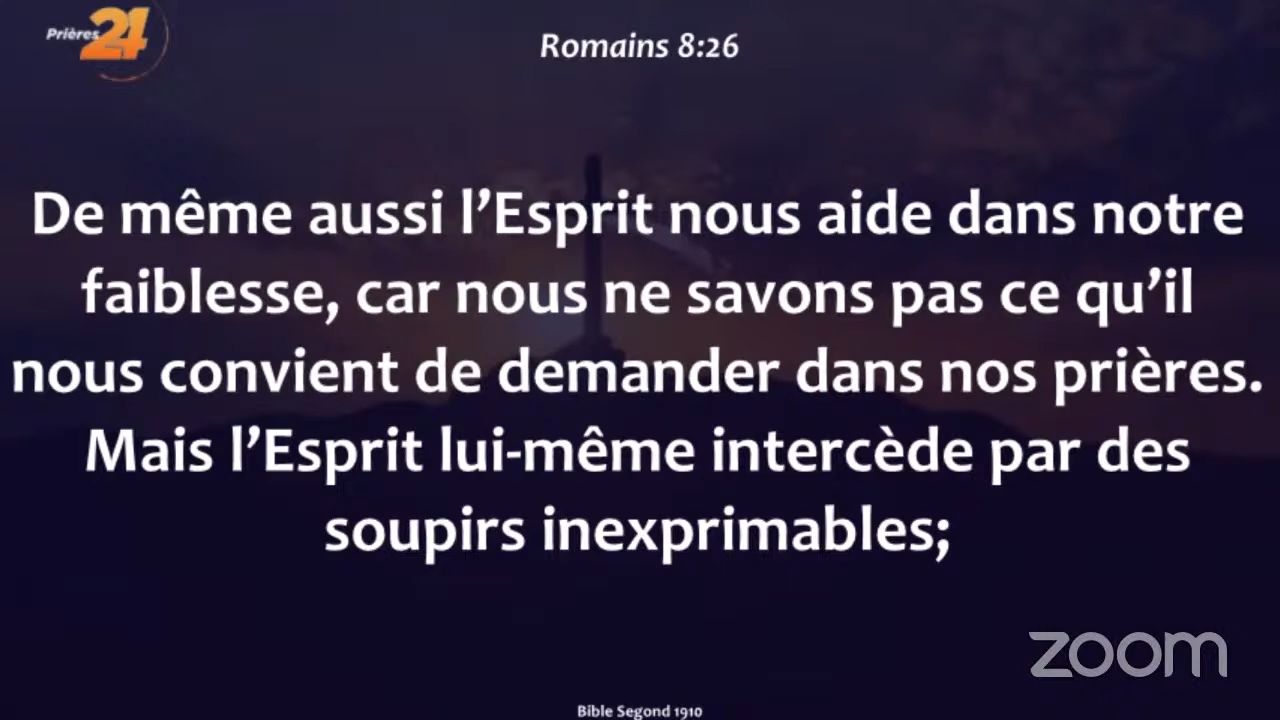 Prières 24
Romains 8:26
De même aussi l’Esprit nous aide dans notre
faiblesse, car nous ne savons pas ce qu’il
nous convient de demander dans nos prières.
Mais l’Esprit lui-même intercède par des
soupirs inexprimables;
zoom
Bible Segond 1910